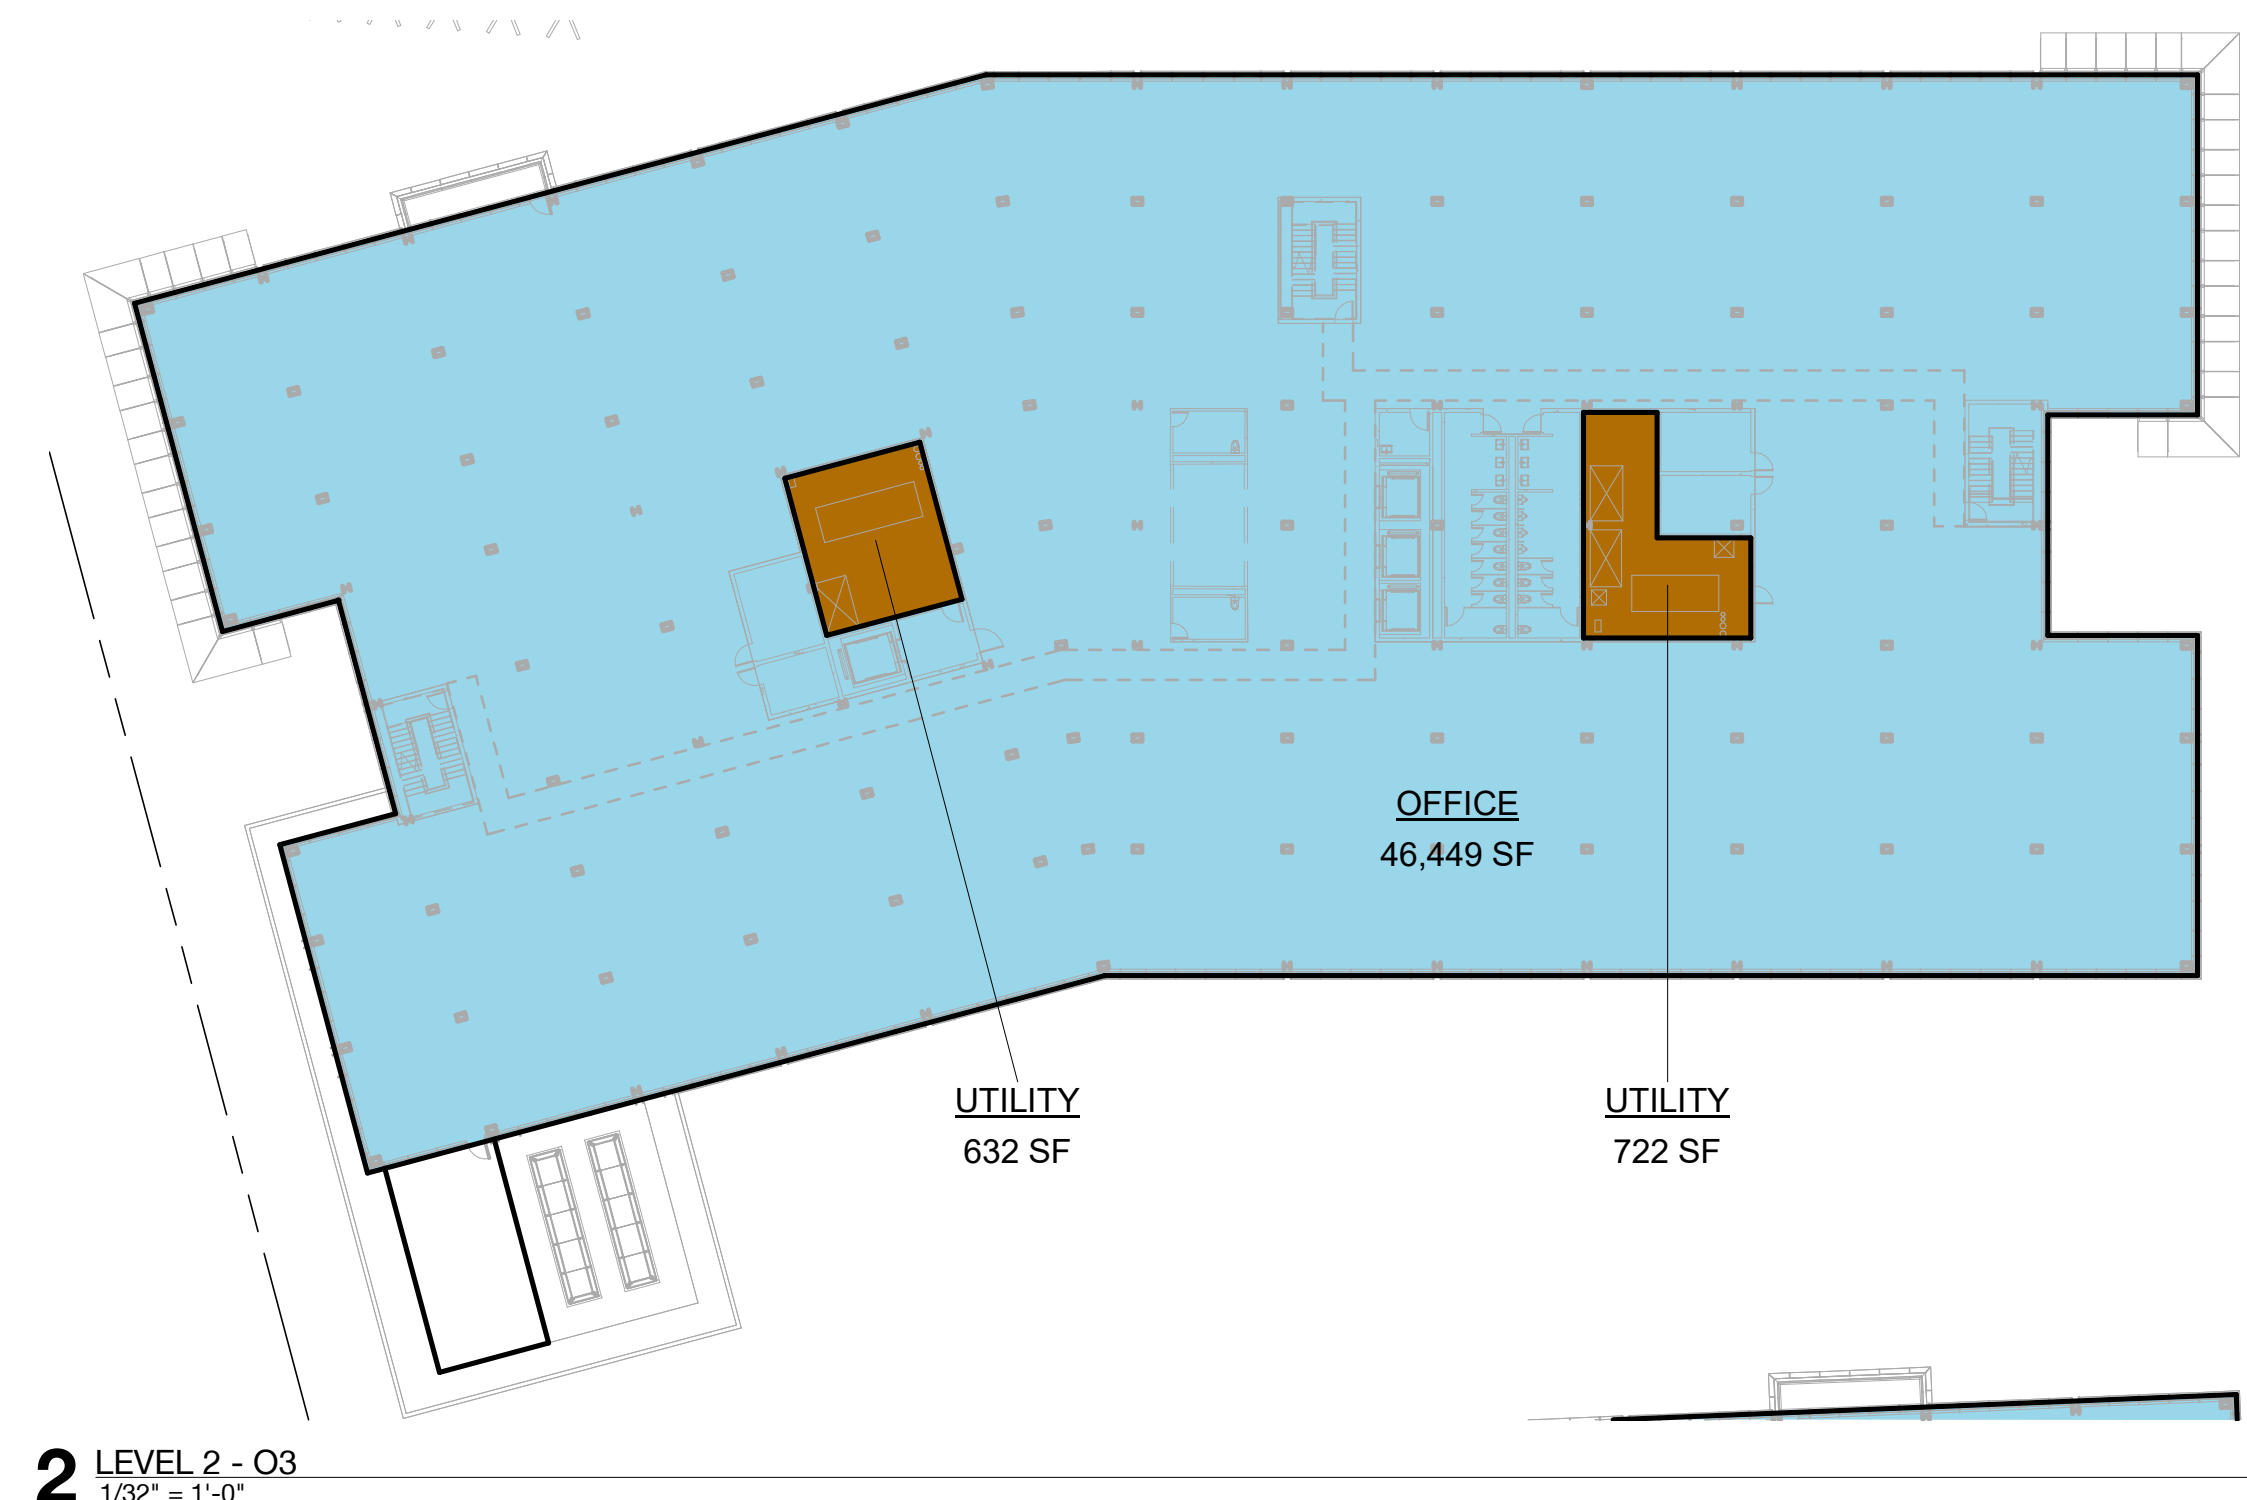 OFFICE
46,449 SF
UTILITY
632 SF
UTILITY
722 SF
2
LEVEL 2 - O3
1/32" = 1'-0"